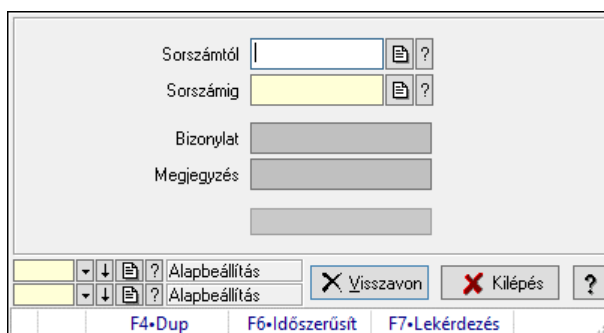 Sorszámtól ?
Sorszámig ?
Bizonylat
Megjegyzés
? Alapbeállítás
? Alapbeállítás
Visszavon
Kilépés
?
F4•Dup F6•Időszerűsít F7•Lekérdezés